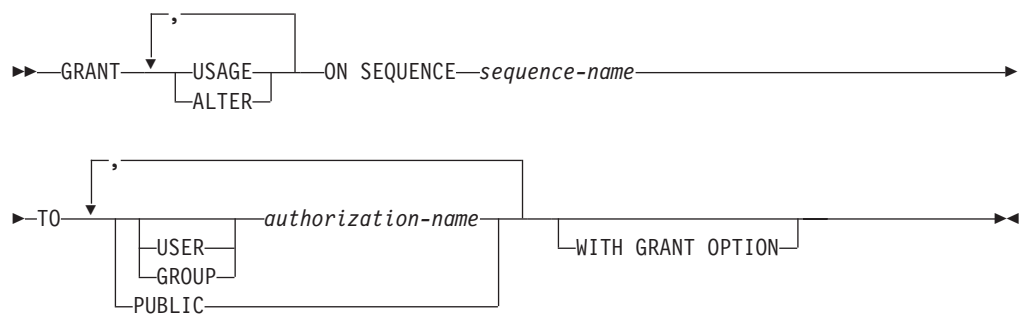 ,
GRANT USAGE ON SEQUENCE sequence-name
ALTER
,
TO authorization-name
USER WITH GRANT OPTION
GROUP
PUBLIC